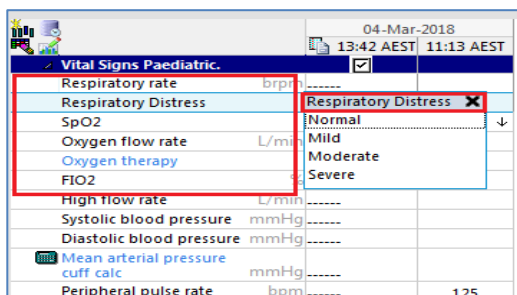 04-Mar-2018
13:42 AEST 11:13 AEST
Vital Signs Paediatric.
Respiratory rate brpm ------
Respiratory Distress Respiratory Distress
SpO2 Normal
Oxygen flow rate L/min Mild
Oxygen therapy Moderate
FIO2 % Severe
High flow rate L/min ------
Systolic blood pressure mmHg ------
Diastolic blood pressure mmHg ------
Mean arterial pressure
cuff calc mmHg ------
Peripheral pulse rate bpm ------ 125